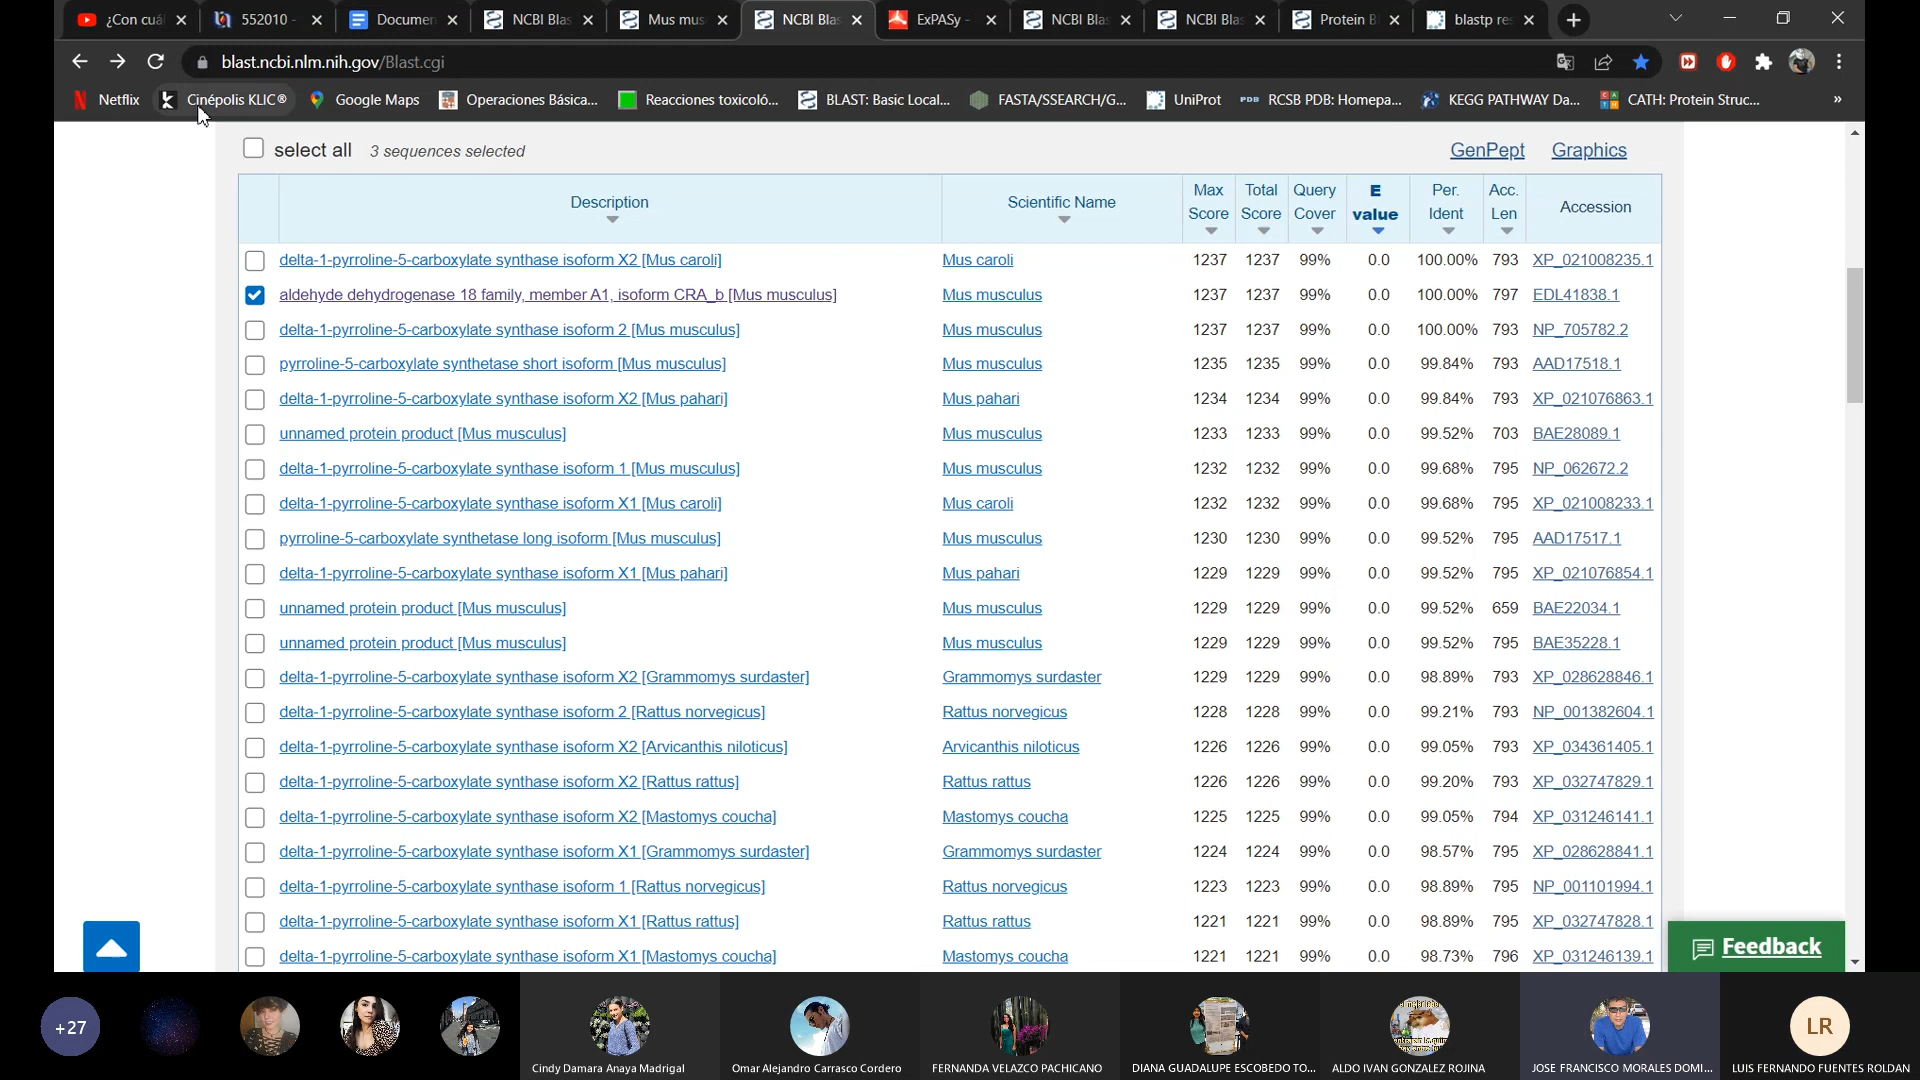 ¿Con cuá
552010 -
Documen
NCBI Blas
Mus mus
NCBI Blas
ExPASy -
NCBI Blas
NCBI Blas
Protein B
blastp res
blast.ncbi.nlm.nih.gov/Blast.cgi
Netflix
Cinépolis KLIC®
Google Maps
Operaciones Básica...
Reacciones toxicoló...
BLAST: Basic Local...
FASTA/SSEARCH/G...
UniProt
RCSB PDB: Homepa...
KEGG PATHWAY Da...
CATH: Protein Struc...
»
select all 3 sequences selected GenPept Graphics
Description Scientific Name Max Score Total Score Query Cover E value Per. Ident Acc. Len Accession
delta-1-pyrroline-5-carboxylate synthase isoform X2 [Mus caroli] Mus caroli 1237 1237 99% 0.0 100.00% 793 XP_021008235.1
aldehyde dehydrogenase 18 family, member A1, isoform CRA_b [Mus musculus] Mus musculus 1237 1237 99% 0.0 100.00% 797 EDL41838.1
delta-1-pyrroline-5-carboxylate synthase isoform 2 [Mus musculus] Mus musculus 1237 1237 99% 0.0 100.00% 793 NP_705782.2
pyrroline-5-carboxylate synthetase short isoform [Mus musculus] Mus musculus 1235 1235 99% 0.0 99.84% 793 AAD17518.1
delta-1-pyrroline-5-carboxylate synthase isoform X2 [Mus pahari] Mus pahari 1234 1234 99% 0.0 99.84% 793 XP_021076863.1
unnamed protein product [Mus musculus] Mus musculus 1233 1233 99% 0.0 99.52% 703 BAE28089.1
delta-1-pyrroline-5-carboxylate synthase isoform 1 [Mus musculus] Mus musculus 1232 1232 99% 0.0 99.68% 795 NP_062672.2
delta-1-pyrroline-5-carboxylate synthase isoform X1 [Mus caroli] Mus caroli 1232 1232 99% 0.0 99.68% 795 XP_021008233.1
pyrroline-5-carboxylate synthetase long isoform [Mus musculus] Mus musculus 1230 1230 99% 0.0 99.52% 795 AAD17517.1
delta-1-pyrroline-5-carboxylate synthase isoform X1 [Mus pahari] Mus pahari 1229 1229 99% 0.0 99.52% 795 XP_021076854.1
unnamed protein product [Mus musculus] Mus musculus 1229 1229 99% 0.0 99.52% 659 BAE22034.1
unnamed protein product [Mus musculus] Mus musculus 1229 1229 99% 0.0 99.52% 795 BAE35228.1
delta-1-pyrroline-5-carboxylate synthase isoform X2 [Grammomys surdaster] Grammomys surdaster 1229 1229 99% 0.0 98.89% 793 XP_028628846.1
delta-1-pyrroline-5-carboxylate synthase isoform 2 [Rattus norvegicus] Rattus norvegicus 1228 1228 99% 0.0 99.21% 793 NP_001382604.1
delta-1-pyrroline-5-carboxylate synthase isoform X2 [Arvicanthis niloticus] Arvicanthis niloticus 1226 1226 99% 0.0 99.05% 793 XP_034361405.1
delta-1-pyrroline-5-carboxylate synthase isoform X2 [Rattus rattus] Rattus rattus 1226 1226 99% 0.0 99.20% 793 XP_032747829.1
delta-1-pyrroline-5-carboxylate synthase isoform X2 [Mastomys coucha] Mastomys coucha 1225 1225 99% 0.0 99.05% 794 XP_031246141.1
delta-1-pyrroline-5-carboxylate synthase isoform X1 [Grammomys surdaster] Grammomys surdaster 1224 1224 99% 0.0 98.57% 795 XP_028628841.1
delta-1-pyrroline-5-carboxylate synthase isoform 1 [Rattus norvegicus] Rattus norvegicus 1223 1223 99% 0.0 98.89% 795 NP_001101994.1
delta-1-pyrroline-5-carboxylate synthase isoform X1 [Rattus rattus] Rattus rattus 1221 1221 99% 0.0 98.89% 795 XP_032747828.1
delta-1-pyrroline-5-carboxylate synthase isoform X1 [Mastomys coucha] Mastomys coucha 1221 1221 99% 0.0 98.73% 796 XP_031246139.1
Feedback
+27
LR
Cindy Damara Anaya Madrigal
Omar Alejandro Carrasco Cordero
FERNANDA VELAZCO PACHICANO
DIANA GUADALUPE ESCOBEDO TO...
ALDO IVAN GONZALEZ ROJINA
JOSE FRANCISCO MORALES DOMI...
LUIS FERNANDO FUENTES ROLDAN